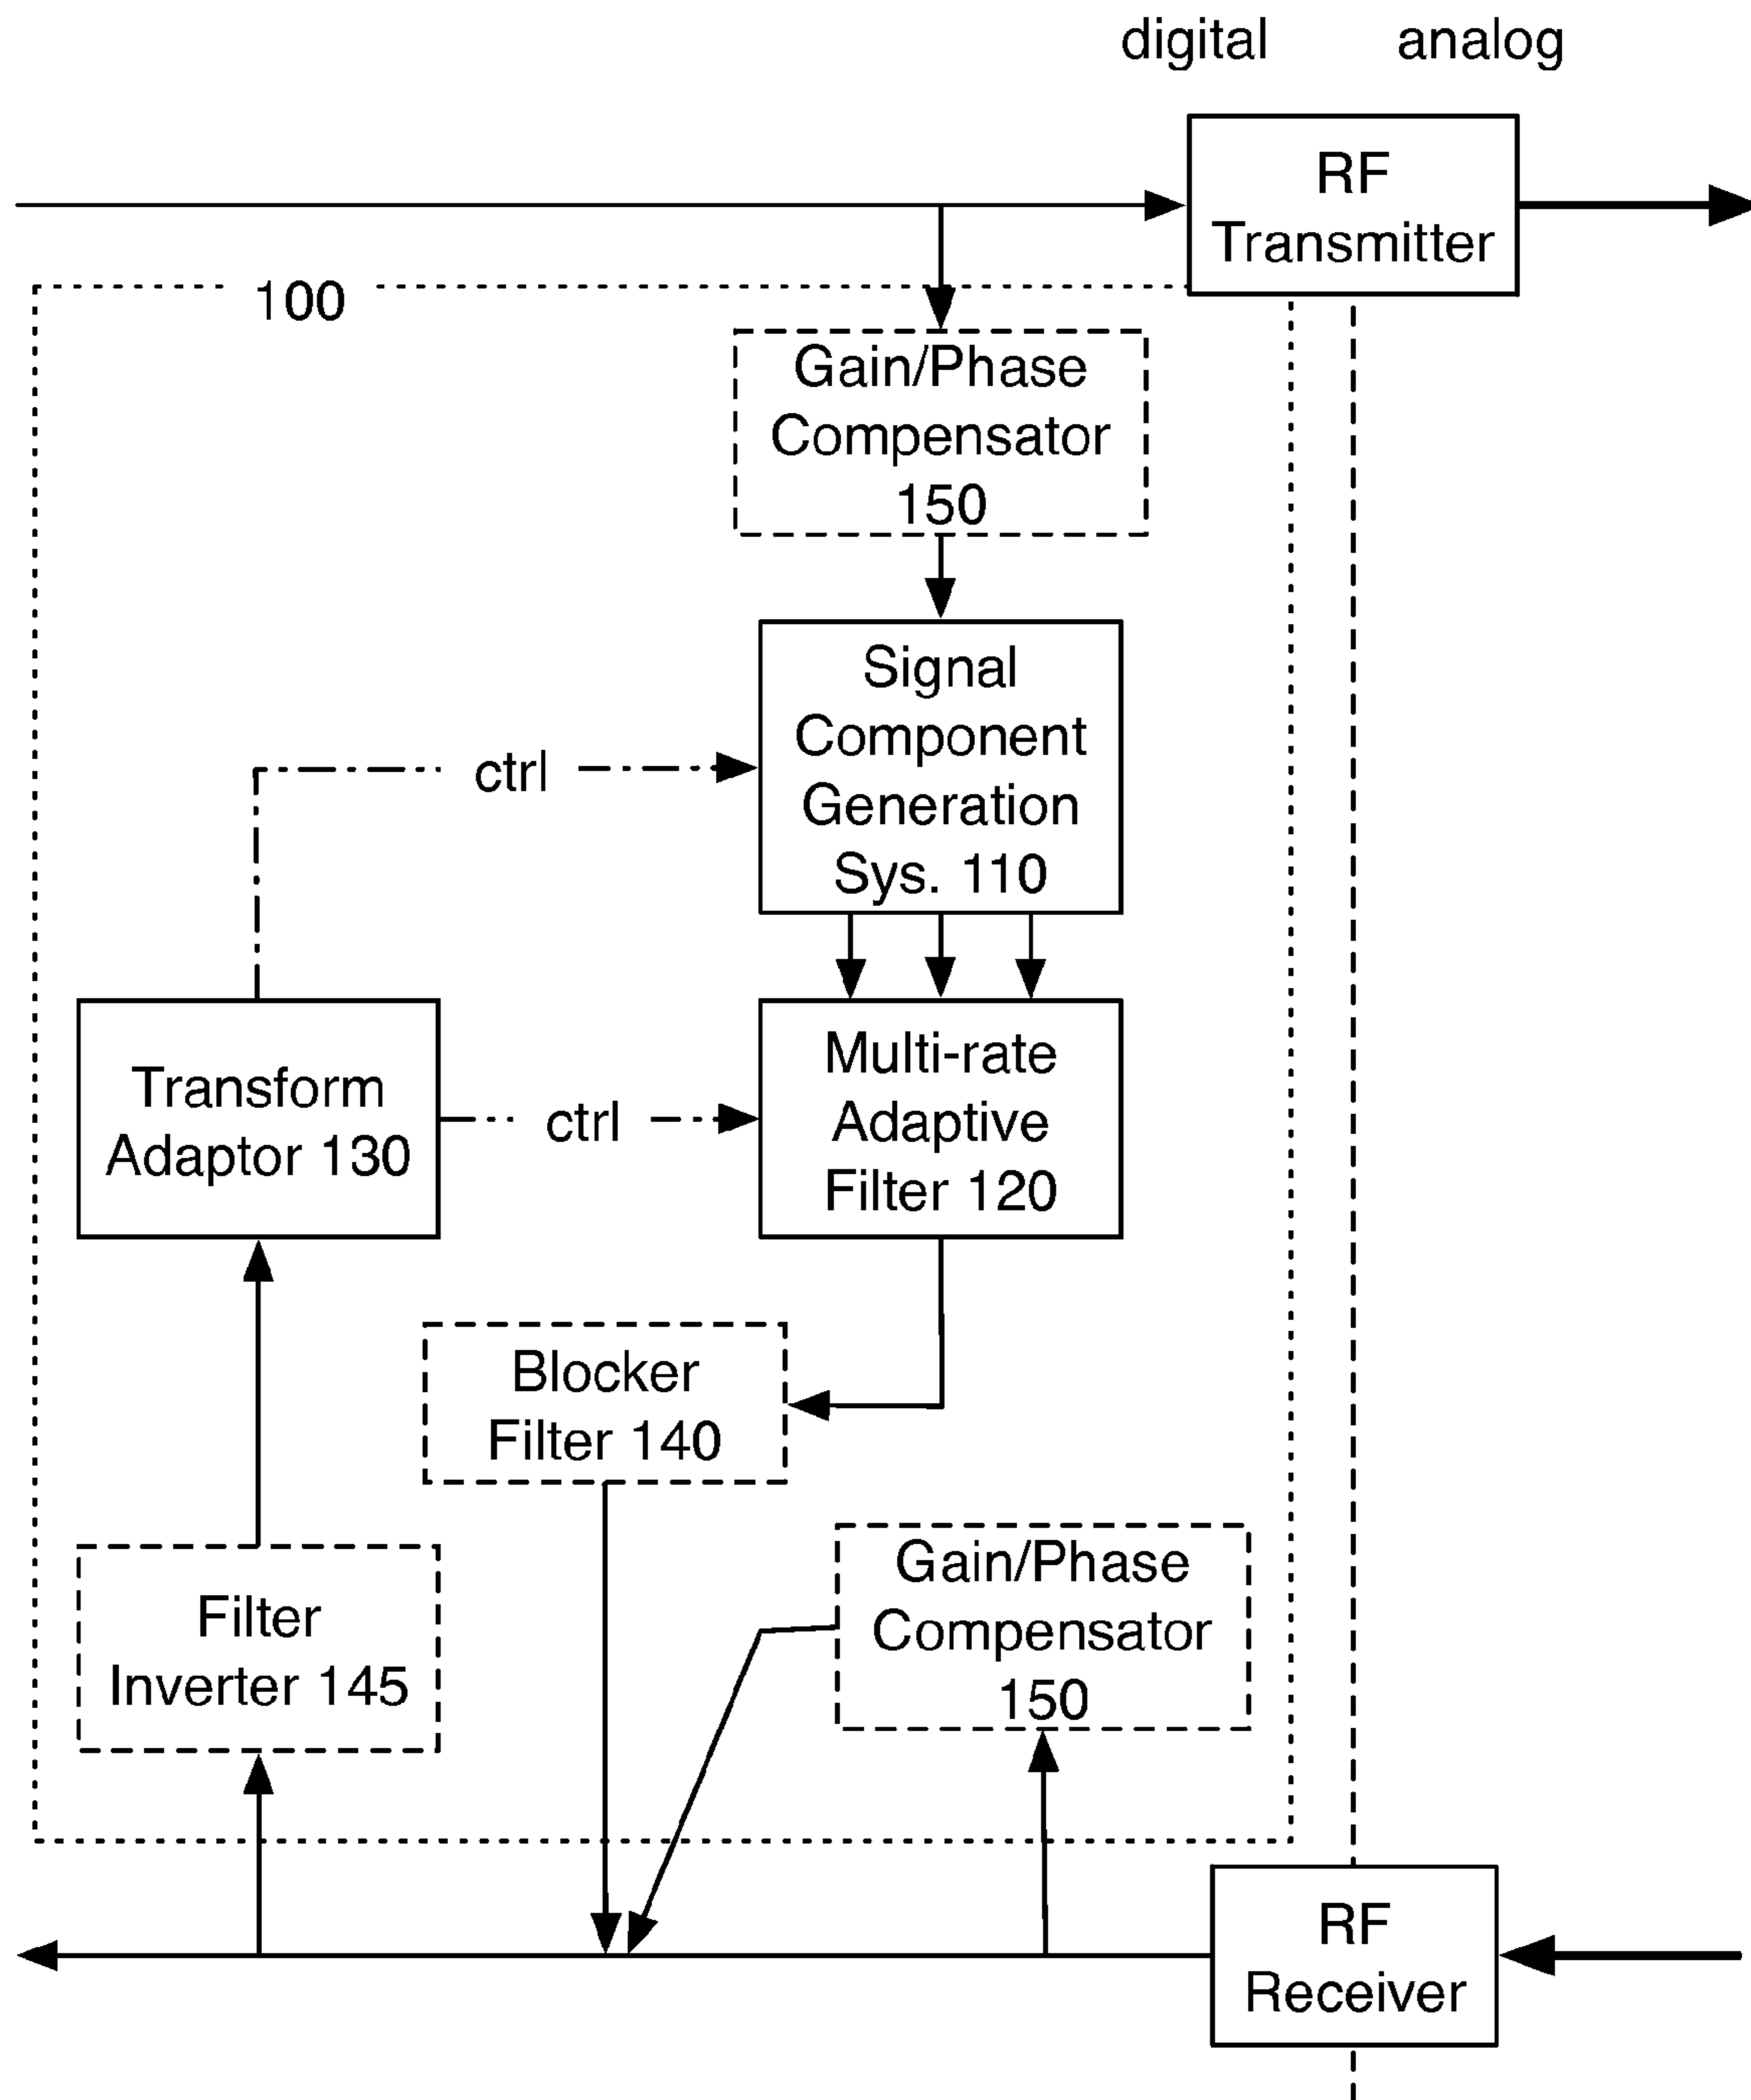 digital analog
RF
Transmitter
100
Gain/Phase
Compensator
150
Signal
Component
Generation
Sys. 110
ctrl
Transform
Adaptor 130
ctrl
Multi-rate
Adaptive
Filter 120
Blocker
Filter 140
Gain/Phase
Compensator
150
Filter
Inverter 145
RF
Receiver